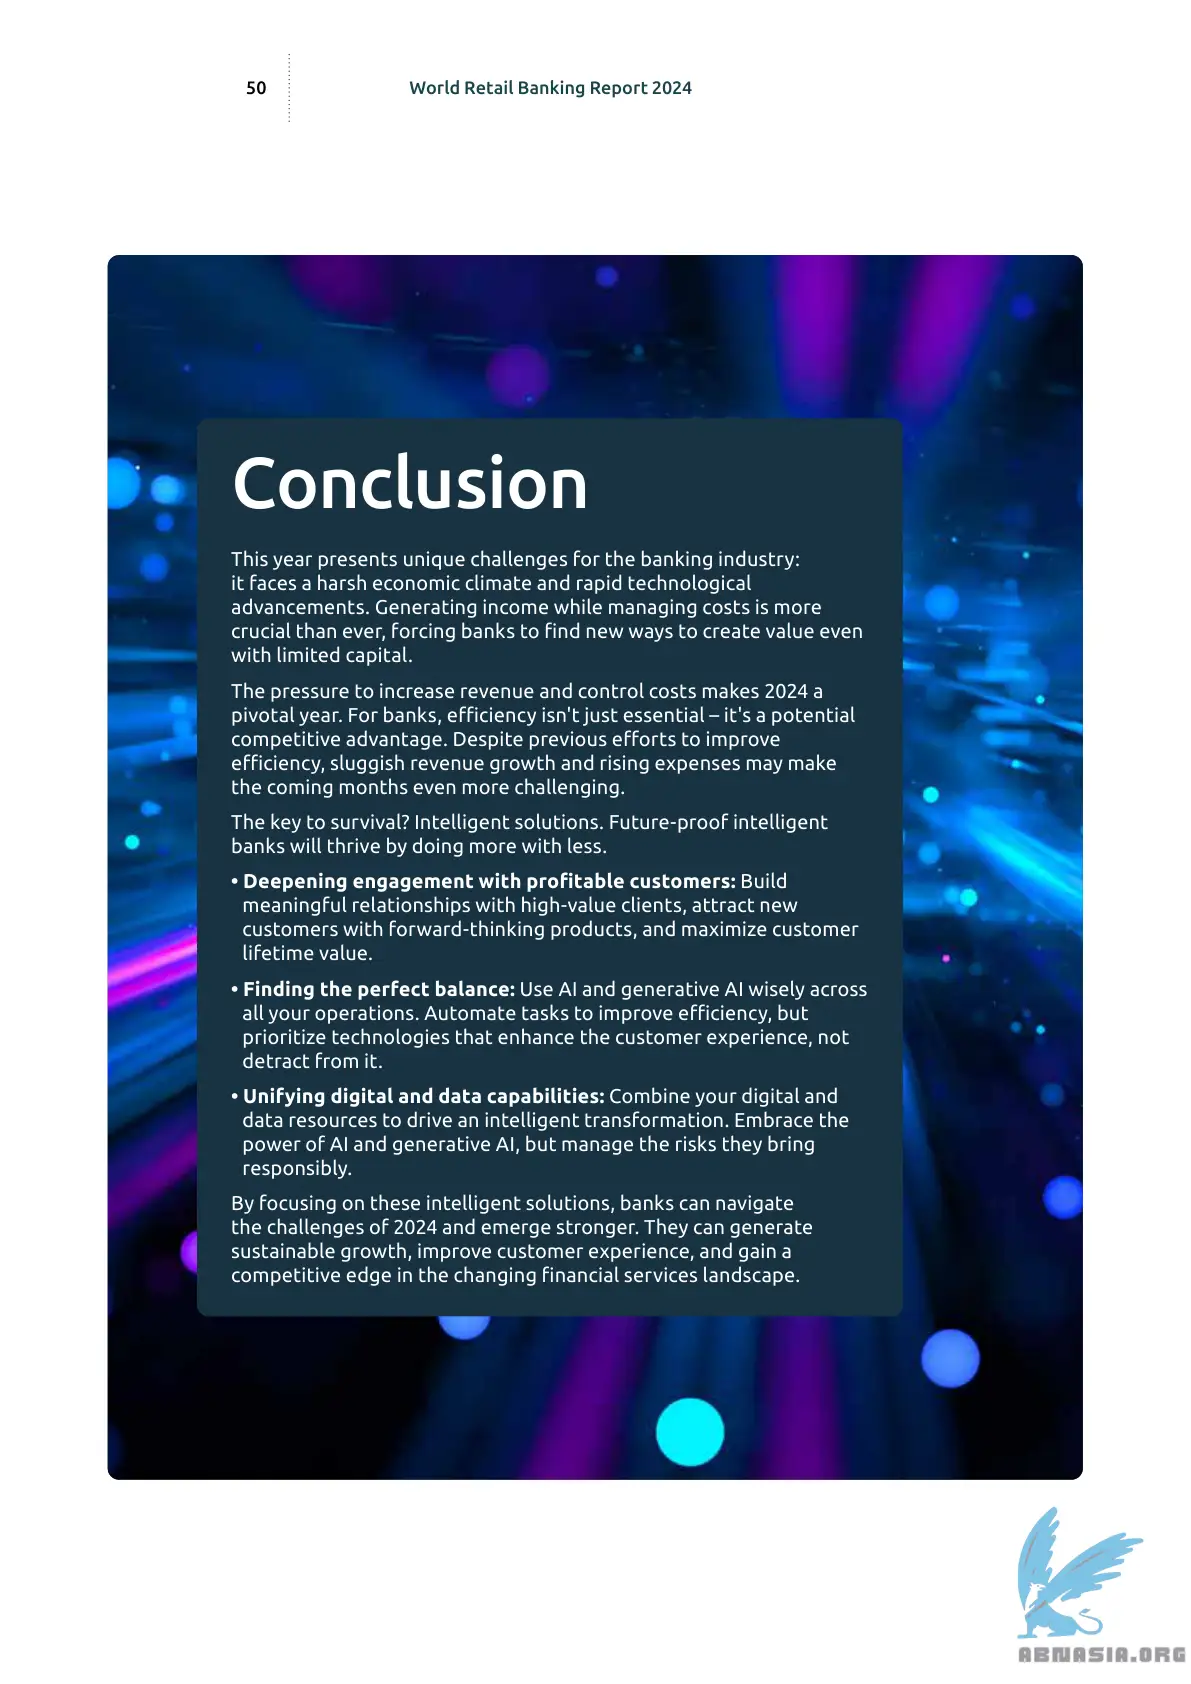 50
World Retail Banking Report 2024
Conclusion
This year presents unique challenges for the banking industry:
it faces a harsh economic climate and rapid technological
advancements. Generating income while managing costs is more
crucial than ever, forcing banks to find new ways to create value even
with limited capital.
The pressure to increase revenue and control costs makes 2024 a
pivotal year. For banks, efficiency isn't just essential – it's a potential
competitive advantage. Despite previous efforts to improve
efficiency, sluggish revenue growth and rising expenses may make
the coming months even more challenging.
The key to survival? Intelligent solutions. Future-proof intelligent
banks will thrive by doing more with less.
• Deepening engagement with profitable customers: Build
meaningful relationships with high-value clients, attract new
customers with forward-thinking products, and maximize customer
lifetime value.
• Finding the perfect balance: Use AI and generative AI wisely across
all your operations. Automate tasks to improve efficiency, but
prioritize technologies that enhance the customer experience, not
detract from it.
• Unifying digital and data capabilities: Combine your digital and
data resources to drive an intelligent transformation. Embrace the
power of AI and generative AI, but manage the risks they bring
responsibly.
By focusing on these intelligent solutions, banks can navigate
the challenges of 2024 and emerge stronger. They can generate
sustainable growth, improve customer experience, and gain a
competitive edge in the changing financial services landscape.
ABNASIA.ORG